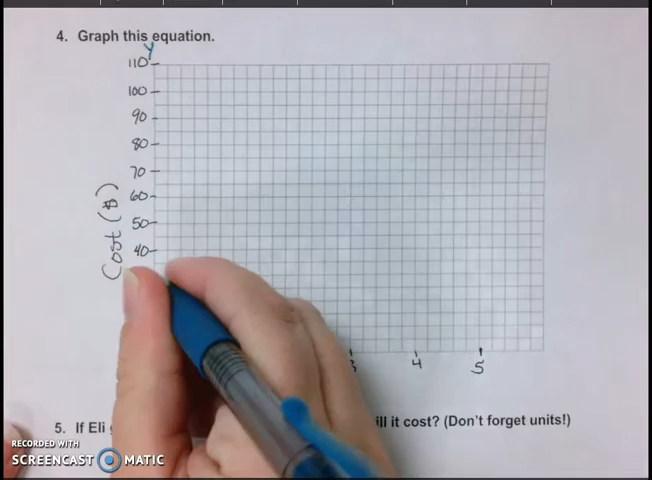 4. Graph this equation.
y
110
100
90
80
70
60
50
40
Cost ($)
3 4 5
5. If Eli ill it cost? (Don't forget units!)
RECORDED WITH
SCREENCAST MATIC